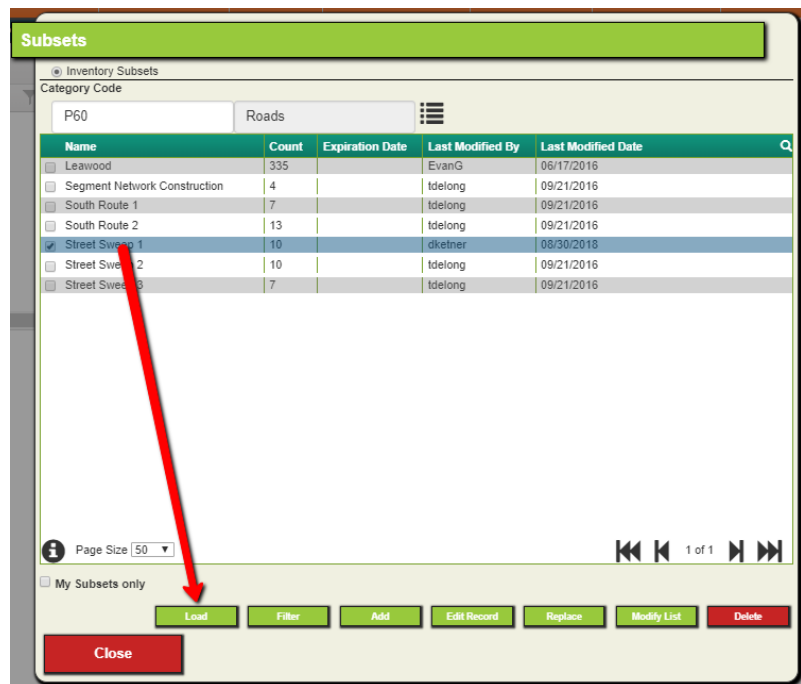 Subsets
Inventory Subsets
Category Code
P60 Roads
Name Count Expiration Date Last Modified By Last Modified Date
Leawood 335 EvanG 06/17/2016
Segment Network Construction 4 tdelong 09/21/2016
South Route 1 7 tdelong 09/21/2016
South Route 2 13 tdelong 09/21/2016
Street Sweep 1 10 dketner 08/30/2018
Street Sweep 2 10 tdelong 09/21/2016
Street Sweep 3 7 tdelong 09/21/2016
Page Size 50 1 of 1
My Subsets only
Load Filter Add Edit Record Replace Modify List Delete
Close